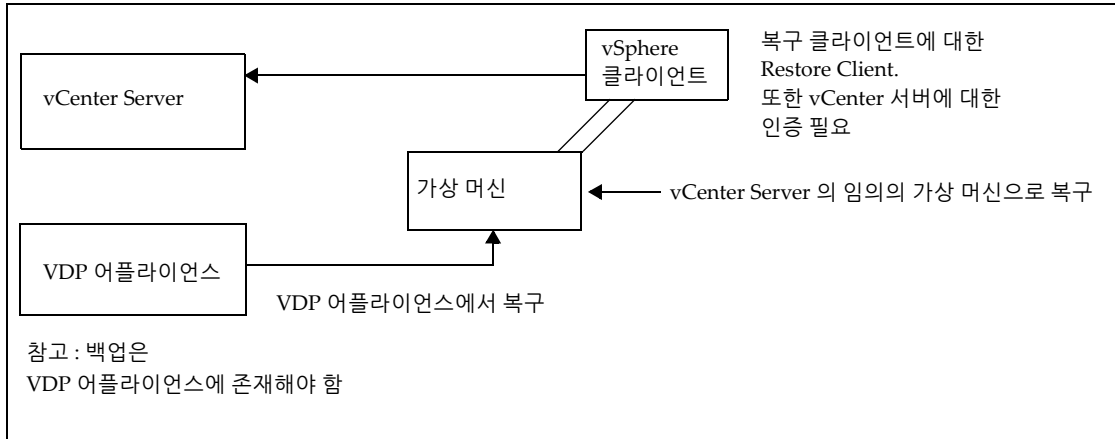 vCenter Server
vSphere
클라이언트
복구 클라이언트에 대한
Restore Client.
또한 vCenter 서버에 대한
인증 필요
가상 머신
vCenter Server 의 임의의 가상 머신으로 복구
VDP 어플라이언스
VDP 어플라이언스에서 복구
참고 : 백업은
VDP 어플라이언스에 존재해야 함